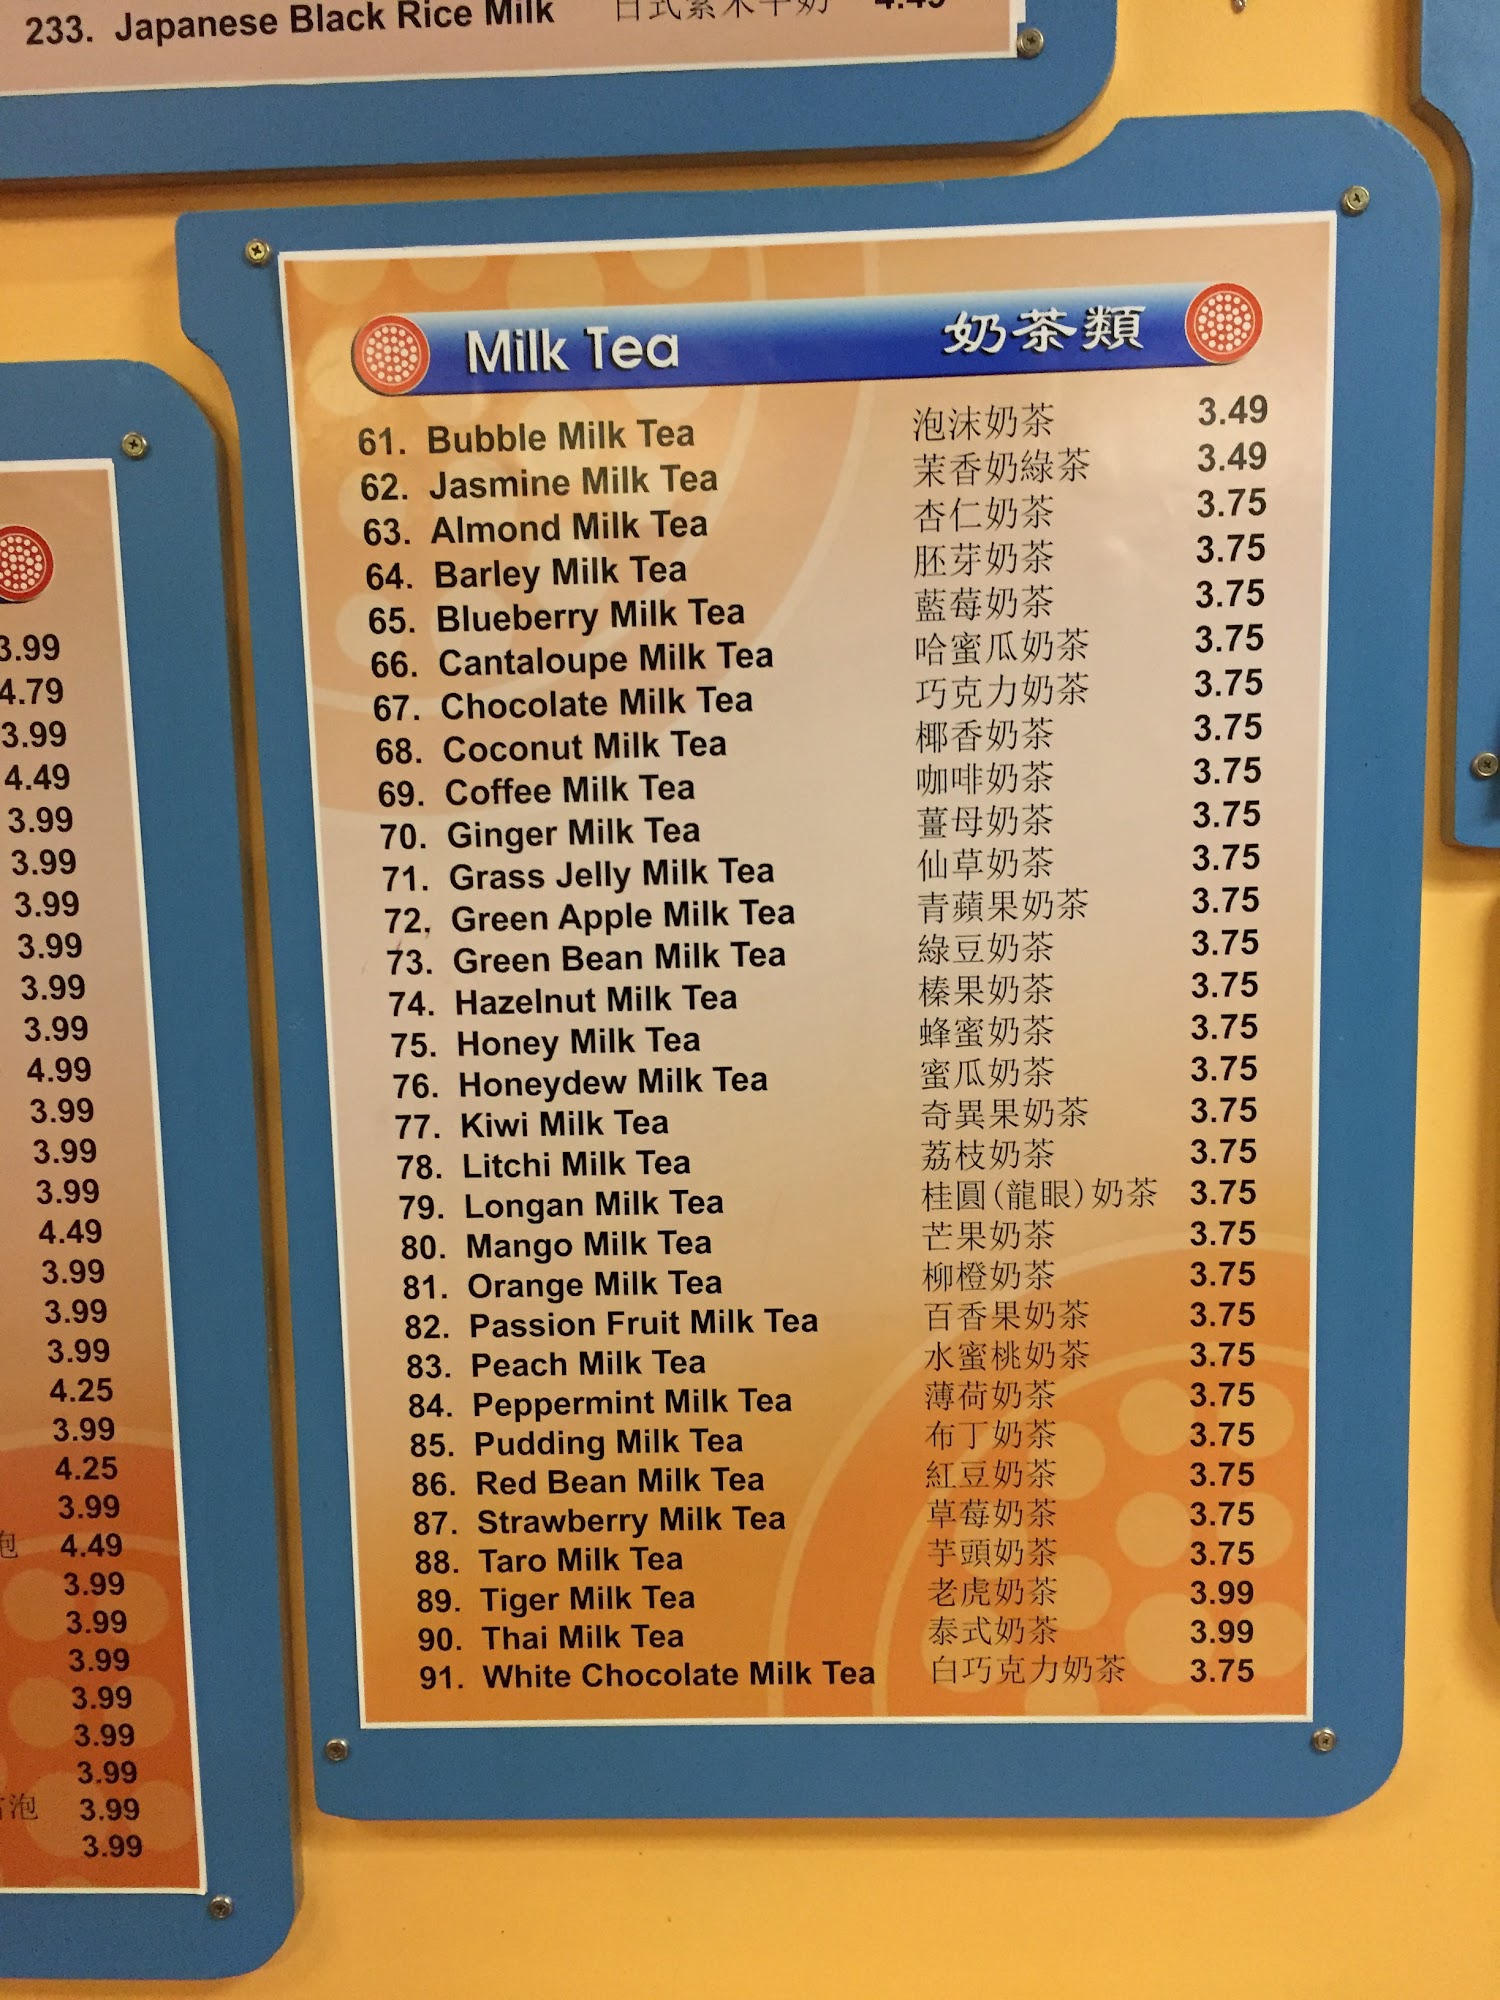 233. Japanese Black Rice Milk 日式紫米牛奶 4.49
Milk Tea 奶茶類
61. Bubble Milk Tea 泡沫奶茶 3.49
62. Jasmine Milk Tea 茉香奶綠茶 3.49
63. Almond Milk Tea 杏仁奶茶 3.75
64. Barley Milk Tea 胚芽奶茶 3.75
65. Blueberry Milk Tea 藍莓奶茶 3.75
66. Cantaloupe Milk Tea 哈蜜瓜奶茶 3.75
67. Chocolate Milk Tea 巧克力奶茶 3.75
68. Coconut Milk Tea 椰香奶茶 3.75
69. Coffee Milk Tea 咖啡奶茶 3.75
70. Ginger Milk Tea 薑母奶茶 3.75
71. Grass Jelly Milk Tea 仙草奶茶 3.75
72. Green Apple Milk Tea 青蘋果奶茶 3.75
73. Green Bean Milk Tea 綠豆奶茶 3.75
74. Hazelnut Milk Tea 榛果奶茶 3.75
75. Honey Milk Tea 蜂蜜奶茶 3.75
76. Honeydew Milk Tea 蜜瓜奶茶 3.75
77. Kiwi Milk Tea 奇異果奶茶 3.75
78. Litchi Milk Tea 荔枝奶茶 3.75
79. Longan Milk Tea 桂圓(龍眼)奶茶 3.75
80. Mango Milk Tea 芒果奶茶 3.75
81. Orange Milk Tea 柳橙奶茶 3.75
82. Passion Fruit Milk Tea 百香果奶茶 3.75
83. Peach Milk Tea 水蜜桃奶茶 3.75
84. Peppermint Milk Tea 薄荷奶茶 3.75
85. Pudding Milk Tea 布丁奶茶 3.75
86. Red Bean Milk Tea 紅豆奶茶 3.75
87. Strawberry Milk Tea 草莓奶茶 3.75
88. Taro Milk Tea 芋頭奶茶 3.75
89. Tiger Milk Tea 老虎奶茶 3.99
90. Thai Milk Tea 泰式奶茶 3.99
91. White Chocolate Milk Tea 白巧克力奶茶 3.75
3.99
4.79
3.99
4.49
3.99
3.99
3.99
3.99
3.99
3.99
4.99
3.99
3.99
3.99
4.49
3.99
3.99
3.99
4.25
3.99
4.25
3.99
泡 4.49
3.99
3.99
3.99
3.99
3.99
3.99
泡 3.99
3.99